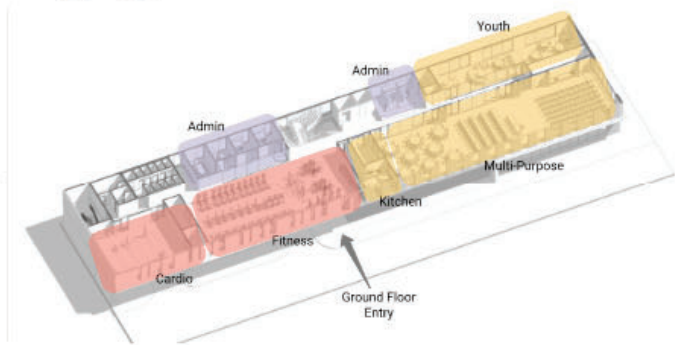 Youth
Admin
Admin
Multi-Purpose
Kitchen
Fitness
Cardio
Ground Floor
Entry